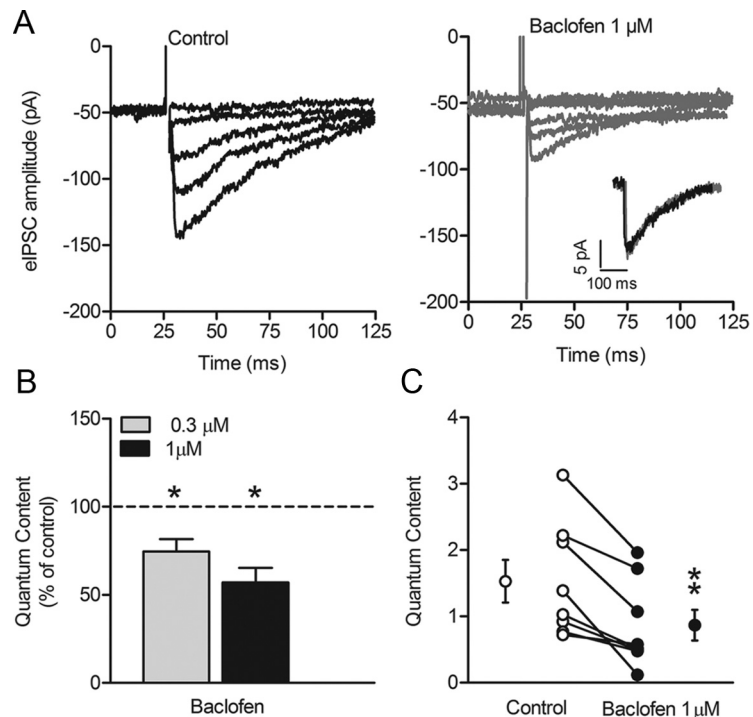 A
Control
Baclofen 1 µM
eIPSC amplitude (pA)
0
-50
-100
-150
-200
0 25 50 75 100 125
Time (ms)
0
-50
-100
-150
-200
0 25 50 75 100 125
Time (ms)
5 pA
100 ms
B
0.3 µM
1µM
* *
Quantum Content
(% of control)
150
100
50
0
Baclofen
C
Quantum Content
4
3
2
1
0
**
Control
Baclofen 1µM